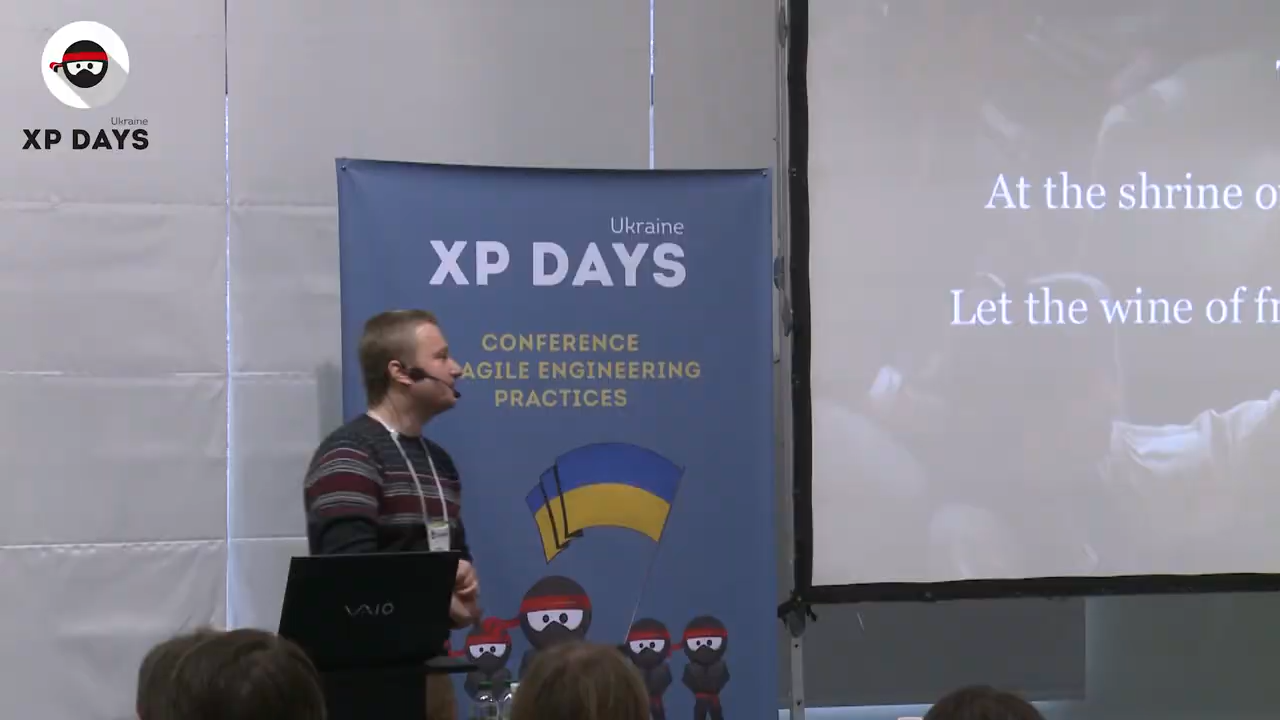 Ukraine
XP DAYS
Ukraine
XP DAYS
CONFERENCE
AGILE ENGINEERING
PRACTICES
VAIO
At the shrine
Let the wine of